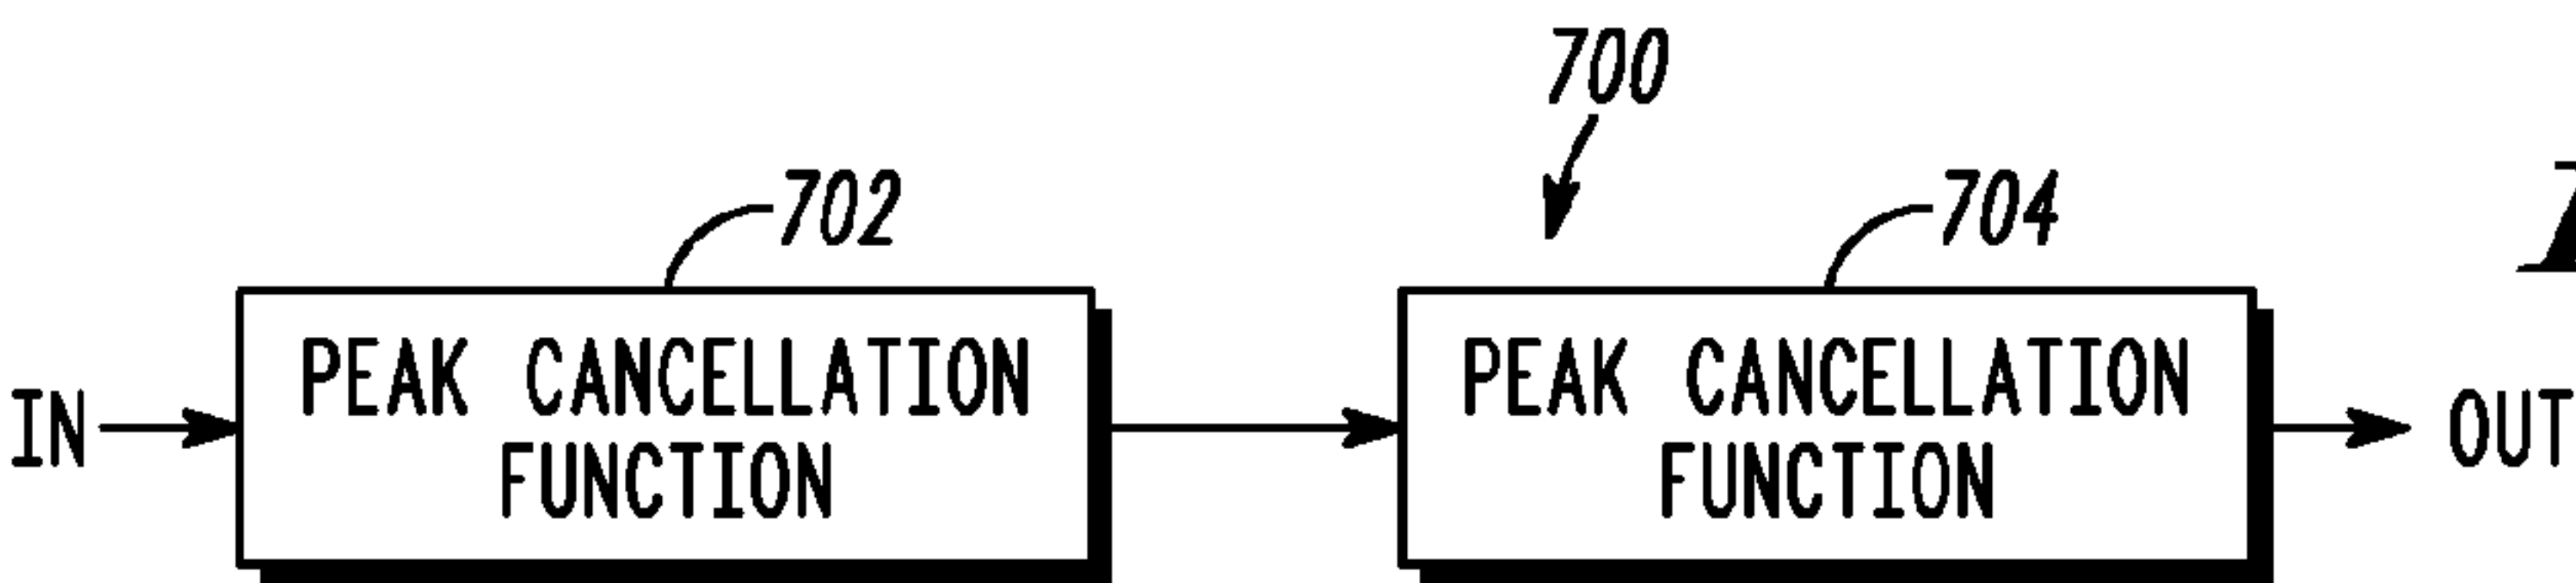 700
702
704
PEAK CANCELLATION
FUNCTION
PEAK CANCELLATION
FUNCTION
IN
OUT